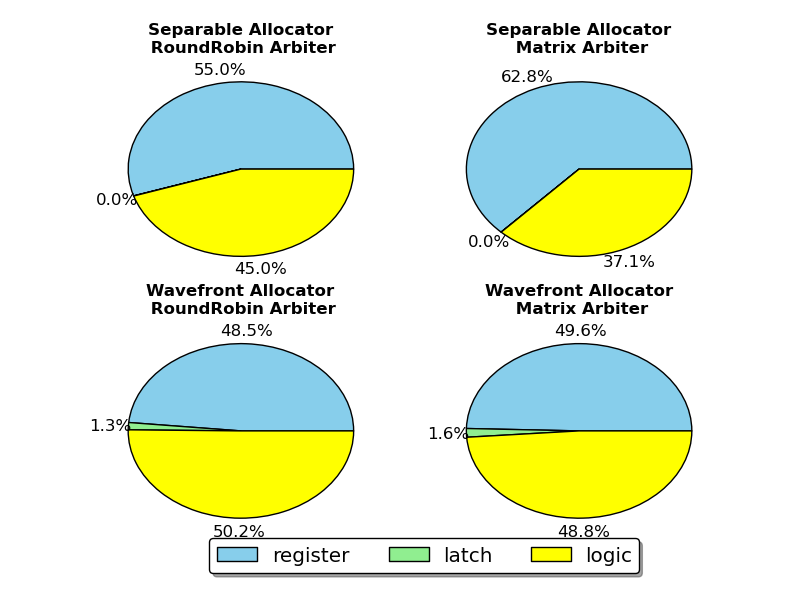 Separable Allocator
RoundRobin Arbiter
55.0%
0.0%
45.0%
Separable Allocator
Matrix Arbiter
62.8%
0.0%
37.1%
Wavefront Allocator
RoundRobin Arbiter
48.5%
1.3%
50.2%
Wavefront Allocator
Matrix Arbiter
49.6%
1.6%
48.8%
register latch logic